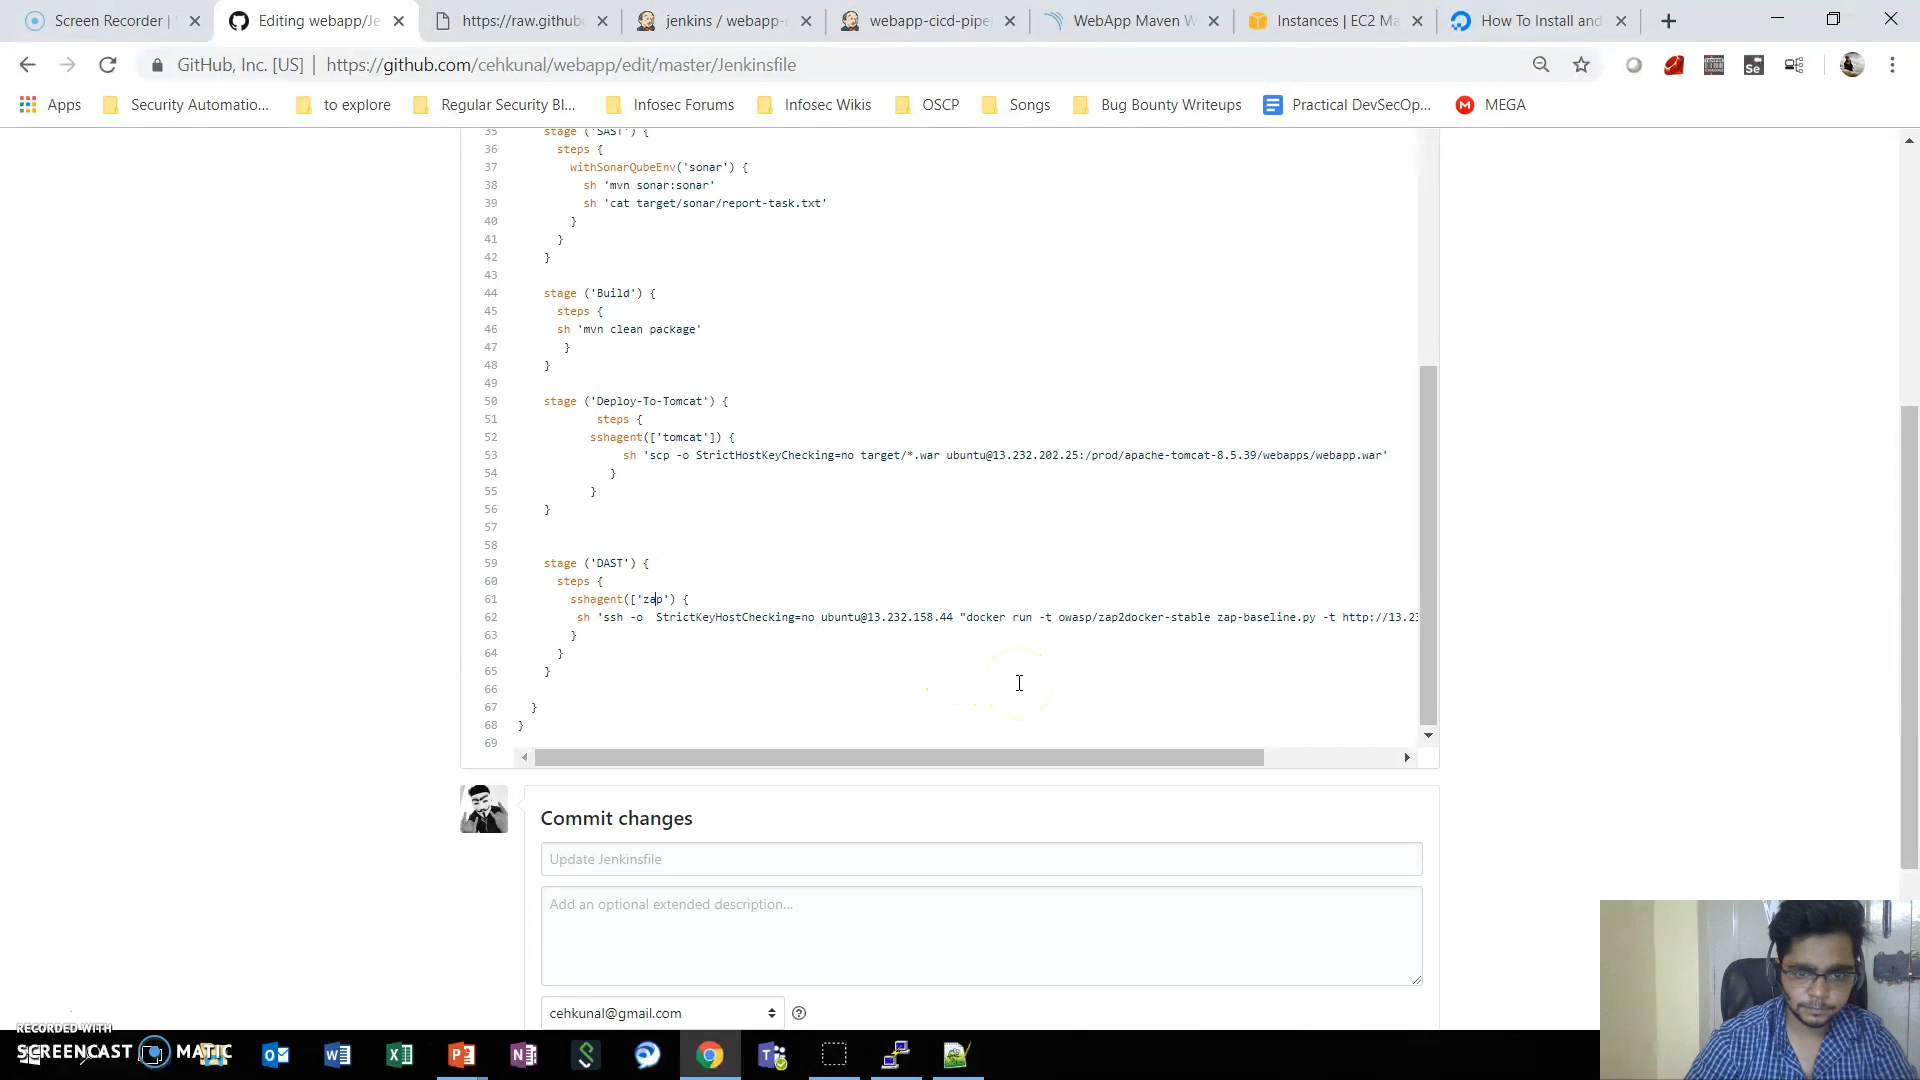 Screen Recorder |
Editing webapp/Je
https://raw.githubu
jenkins / webapp-c
webapp-cicd-pipe
WebApp Maven W
Instances | EC2 Ma
How To Install and
GitHub, Inc. [US] | https://github.com/cehkunal/webapp/edit/master/Jenkinsfile
Apps
Security Automatio...
to explore
Regular Security Bl...
Infosec Forums
Infosec Wikis
OSCP
Songs
Bug Bounty Writeups
Practical DevSecOp...
MEGA
35 stage ('SAST') {
36 steps {
37 withSonarQubeEnv('sonar') {
38 sh 'mvn sonar:sonar'
39 sh 'cat target/sonar/report-task.txt'
40 }
41 }
42 }
43
44 stage ('Build') {
45 steps {
46 sh 'mvn clean package'
47 }
48 }
49
50 stage ('Deploy-To-Tomcat') {
51 steps {
52 sshagent(['tomcat']) {
53 sh 'scp -o StrictHostKeyChecking=no target/*.war ubuntu@13.232.202.25:/prod/apache-tomcat-8.5.39/webapps/webapp.war'
54 }
55 }
56 }
57
58
59 stage ('DAST') {
60 steps {
61 sshagent(['zap') {
62 sh 'ssh -o  StrictKeyHostChecking=no ubuntu@13.232.158.44 "docker run -t owasp/zap2docker-stable zap-baseline.py -t http://13.23
63 }
64 }
65 }
66
67 }
68 }
69
Commit changes
Update Jenkinsfile
Add an optional extended description...
cehkunal@gmail.com
RECORDED WITH
SCREENCAST MATIC